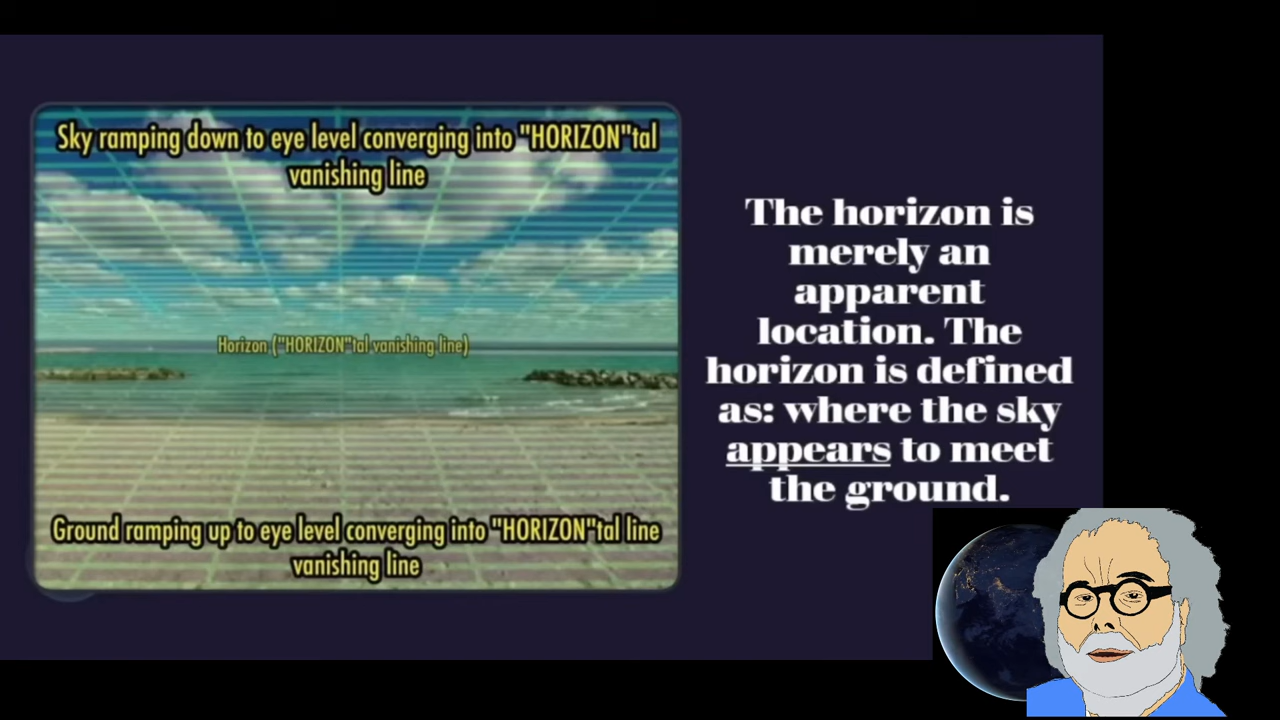 Sky ramping down to eye level converging into "HORIZON"tal
vanishing line
Horizon ("HORIZON"tal vanishing line)
Ground ramping up to eye level converging into "HORIZON"tal line
vanishing line
The horizon is
merely an
apparent
location. The
horizon is defined
as: where the sky
appears to meet
the ground.